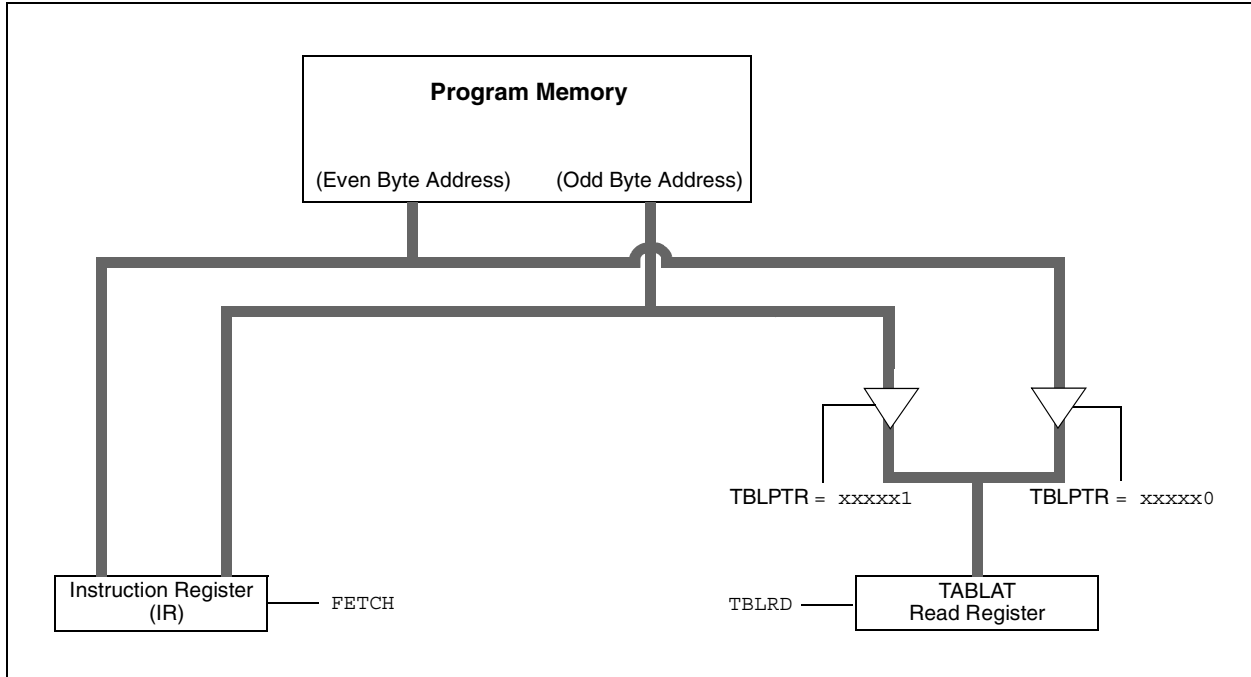 Program Memory
(Even Byte Address)
(Odd Byte Address)
TBLPTR = xxxxx1
TBLPTR = xxxxx0
Instruction Register
(IR)
FETCH
TBLRD
TABLAT
Read Register